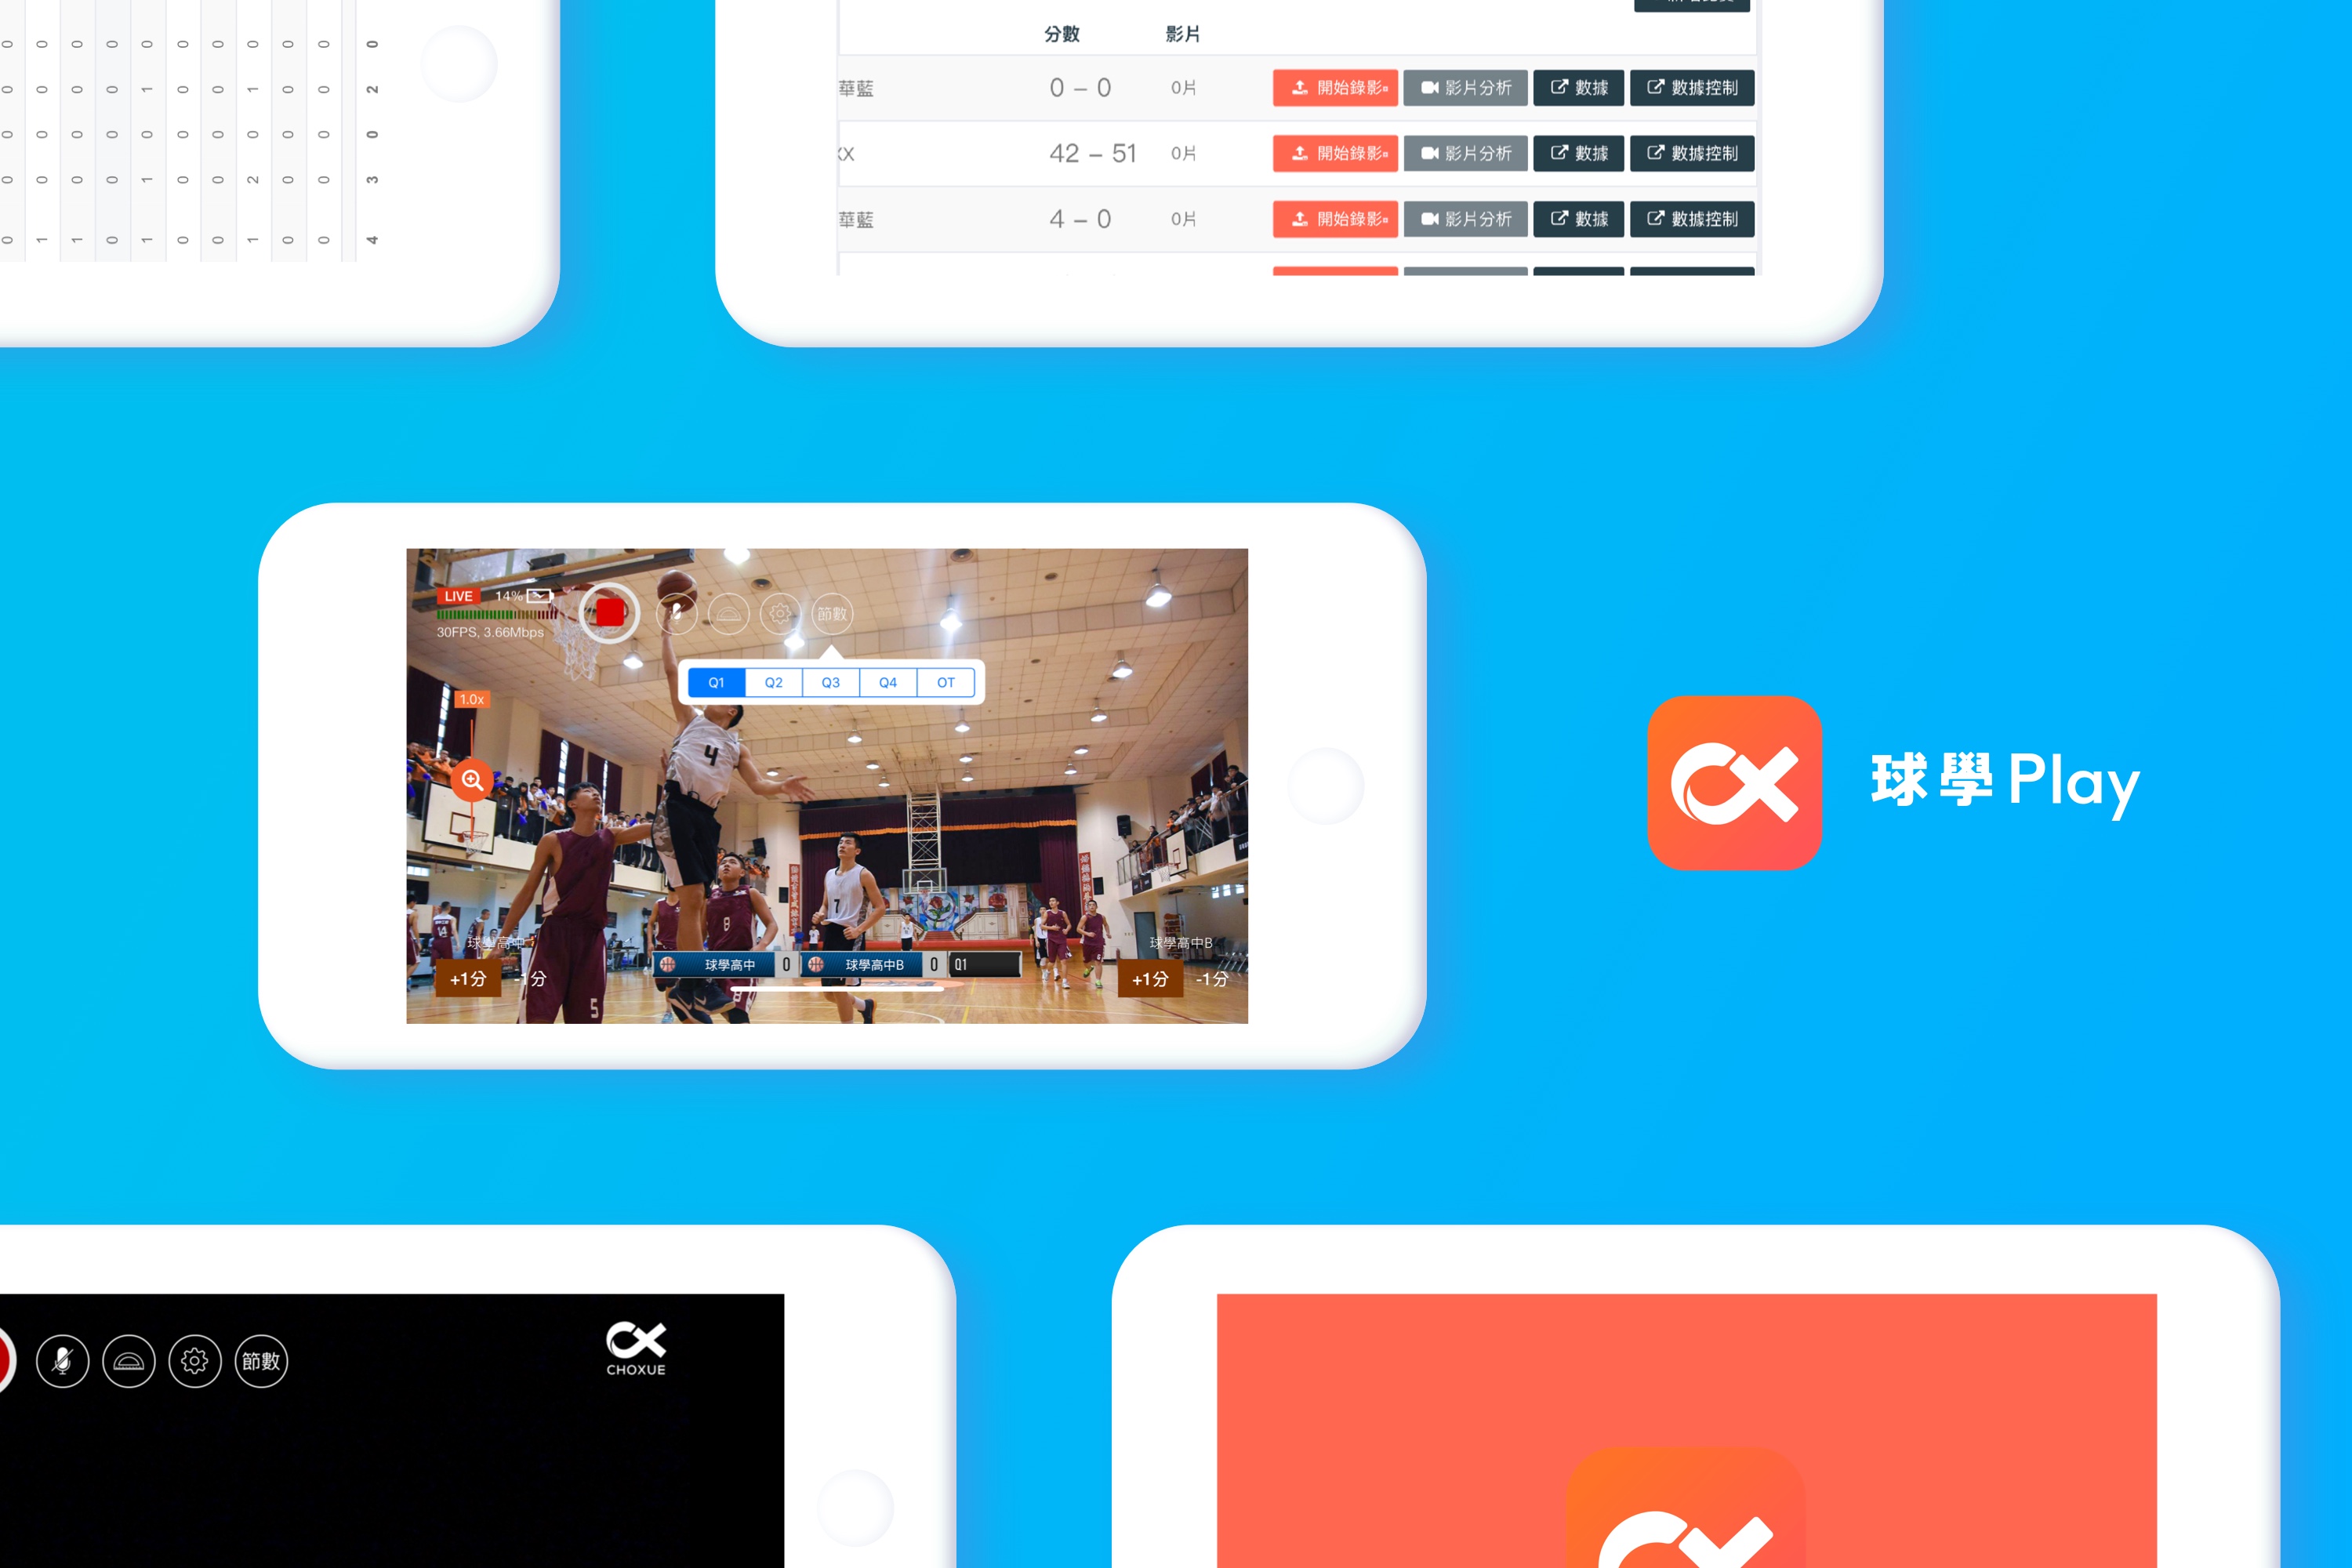 0 0 0 0 0 0 0 0 0 0 0
0 0 0 0 1 0 0 1 0 0 2
0 0 0 0 0 0 0 0 0 0 0
0 0 0 0 1 0 0 2 0 0 3
0 1 1 0 1 0 0 1 0 0 4
分數 影片
華藍 0 – 0 0片 開始錄影 影片分析 數據 數據控制
XX 42 – 51 0片 開始錄影 影片分析 數據 數據控制
華藍 4 – 0 0片 開始錄影 影片分析 數據 數據控制
LIVE 14%
30FPS, 3.66Mbps
節數
Q1 Q2 Q3 Q4 OT
1.0x
4
7
8
14
5
球學高中
球學高中B
+1分 -1分
球學高中 0 球學高中B 0 Q1
+1分 -1分
球學 Play
節數
CHOXUE